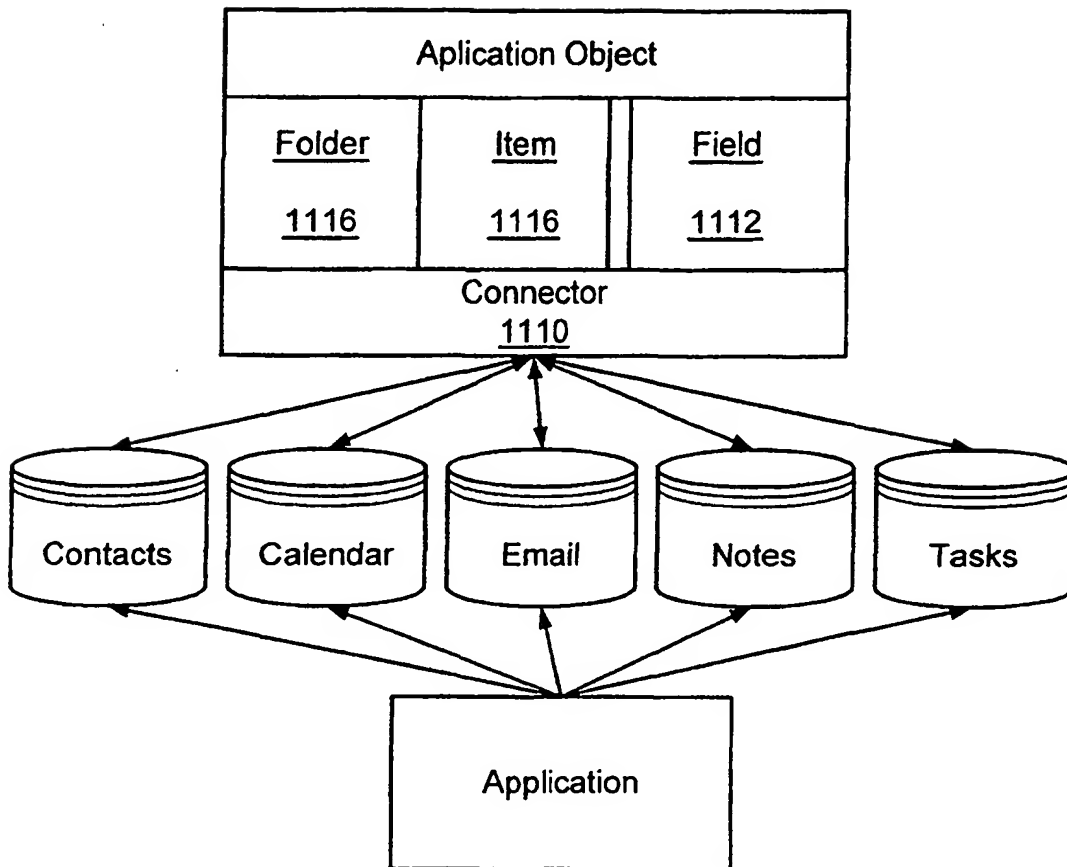 Aplication Object
Folder Item Field
1116 1116 1112
Connector
1110
Contacts Calendar Email Notes Tasks
Application